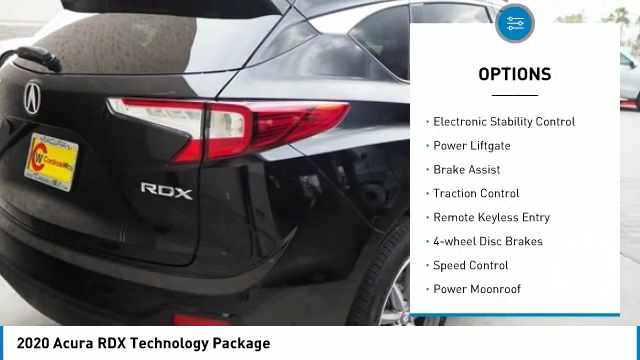 OPTIONS
• Electronic Stability Control
• Power Liftgate
• Brake Assist
• Traction Control
• Remote Keyless Entry
• 4-wheel Disc Brakes
• Speed Control
• Power Moonroof
RDX
2020 Acura RDX Technology Package